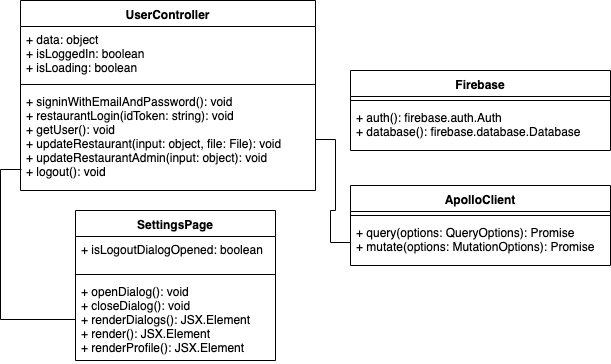 UserController
+ data: object
+ isLoggedIn: boolean
+ isLoading: boolean
+ signinWithEmailAndPassword(): void
+ restaurantLogin(idToken: string): void
+ getUser(): void
+ updateRestaurant(input: object, file: File): void
+ updateRestaurantAdmin(input: object): void
+ logout(): void
Firebase
+ auth(): firebase.auth.Auth
+ database(): firebase.database.Database
ApolloClient
+ query(options: QueryOptions): Promise
+ mutate(options: MutationOptions): Promise
SettingsPage
+ isLogoutDialogOpened: boolean
+ openDialog(): void
+ closeDialog(): void
+ renderDialogs(): JSX.Element
+ render(): JSX.Element
+ renderProfile(): JSX.Element